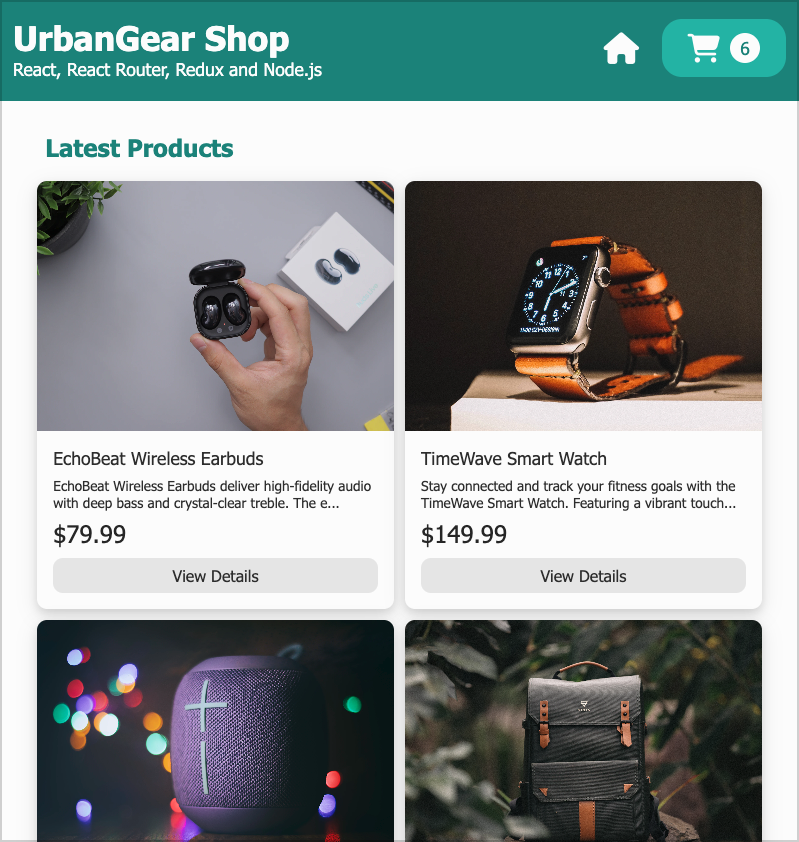 UrbanGear Shop
React, React Router, Redux and Node.js
6
Latest Products
EchoBeat Wireless Earbuds
EchoBeat Wireless Earbuds deliver high-fidelity audio
with deep bass and crystal-clear treble. The e...
$79.99
View Details
TimeWave Smart Watch
Stay connected and track your fitness goals with the
TimeWave Smart Watch. Featuring a vibrant touch...
$149.99
View Details